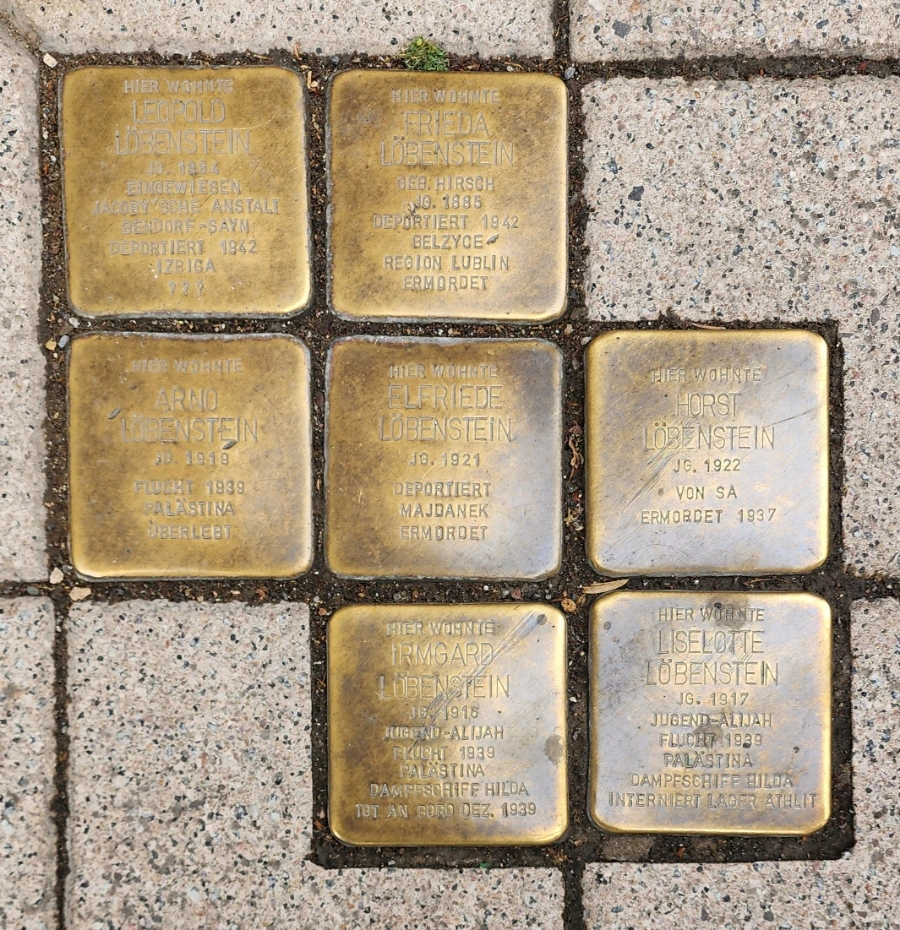 HIER WOHNTE
LEOPOLD
LÖBENSTEIN
JG. 1884
EINGEWIESEN
JACOBY'SCHE ANSTALT
BENDORF-SAYN
DEPORTIERT 1942
IZBICA
???
HIER WOHNTE
FRIEDA
LÖBENSTEIN
GEB. HIRSCH
JG. 1885
DEPORTIERT 1942
BELZYCE
REGION LUBLIN
ERMORDET
HIER WOHNTE
ARNO
LÖBENSTEIN
JG. 1919
FLUCHT 1939
PALÄSTINA
ÜBERLEBT
HIER WOHNTE
ELFRIEDE
LÖBENSTEIN
JG. 1921
DEPORTIERT
MAJDANEK
ERMORDET
HIER WOHNTE
HORST
LÖBENSTEIN
JG. 1922
VON SA
ERMORDET 1937
HIER WOHNTE
IRMGARD
LÖBENSTEIN
JG. 1916
JUGEND-ALIJAH
FLUCHT 1939
PALÄSTINA
DAMPFSCHIFF HILDA
TOT AN BORD DEZ. 1939
HIER WOHNTE
LISELOTTE
LÖBENSTEIN
JG. 1917
JUGEND-ALIJAH
FLUCHT 1939
PALÄSTINA
DAMPFSCHIFF HILDA
INTERNIERT LAGER ATHLIT